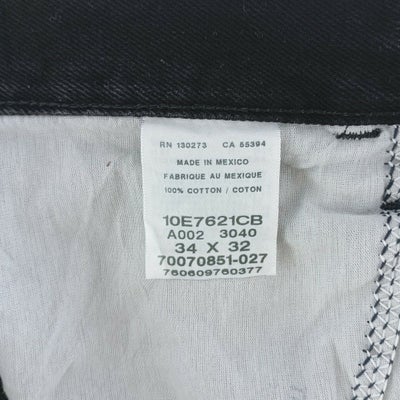 RN 130273 CA 55394
MADE IN MEXICO
FABRIQUE AU MEXIQUE
100% COTTON / COTON
10E7621CB
A002 3040
34 X 32
70070851-027
760609760377